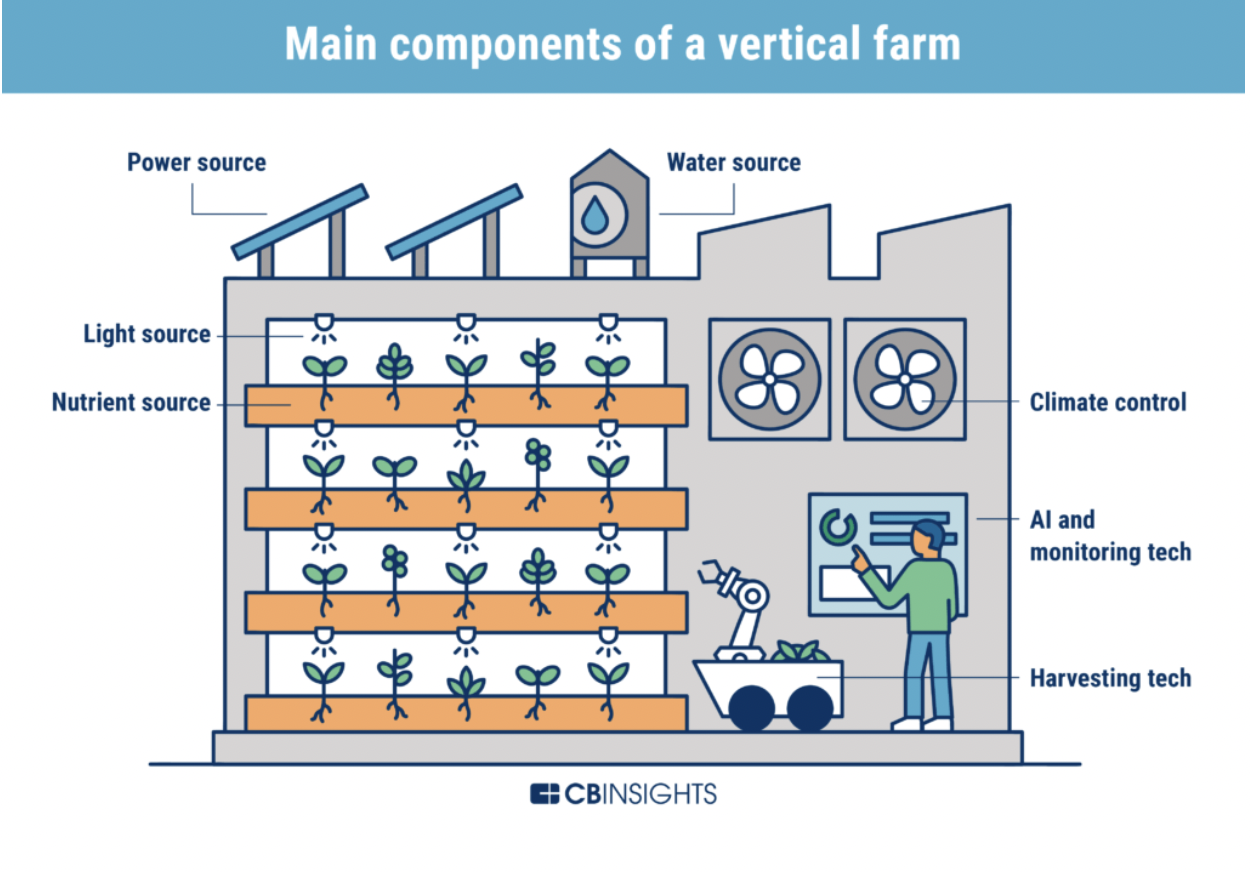 Main components of a vertical farm
Power source
Water source
Light source
Nutrient source
Climate control
AI and
monitoring tech
Harvesting tech
CBINSIGHTS